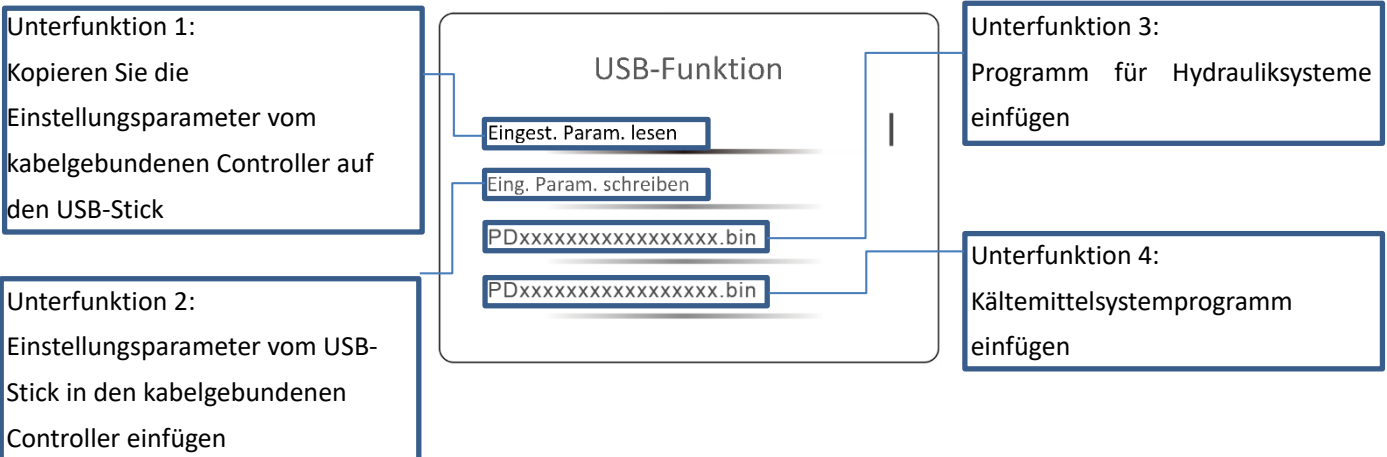 Unterfunktion 1:
Kopieren Sie die
Einstellungsparameter vom
kabelgebundenen Controller auf
den USB-Stick
Unterfunktion 2:
Einstellungsparameter vom USB-
Stick in den kabelgebundenen
Controller einfügen
USB-Funktion
Eingest. Param. lesen
Eing. Param. schreiben
PDxxxxxxxxxxxxxxxxx.bin
PDxxxxxxxxxxxxxxxxx.bin
Unterfunktion 3:
Programm für Hydrauliksysteme
einfügen
Unterfunktion 4:
Kältemittelsystemprogramm
einfügen